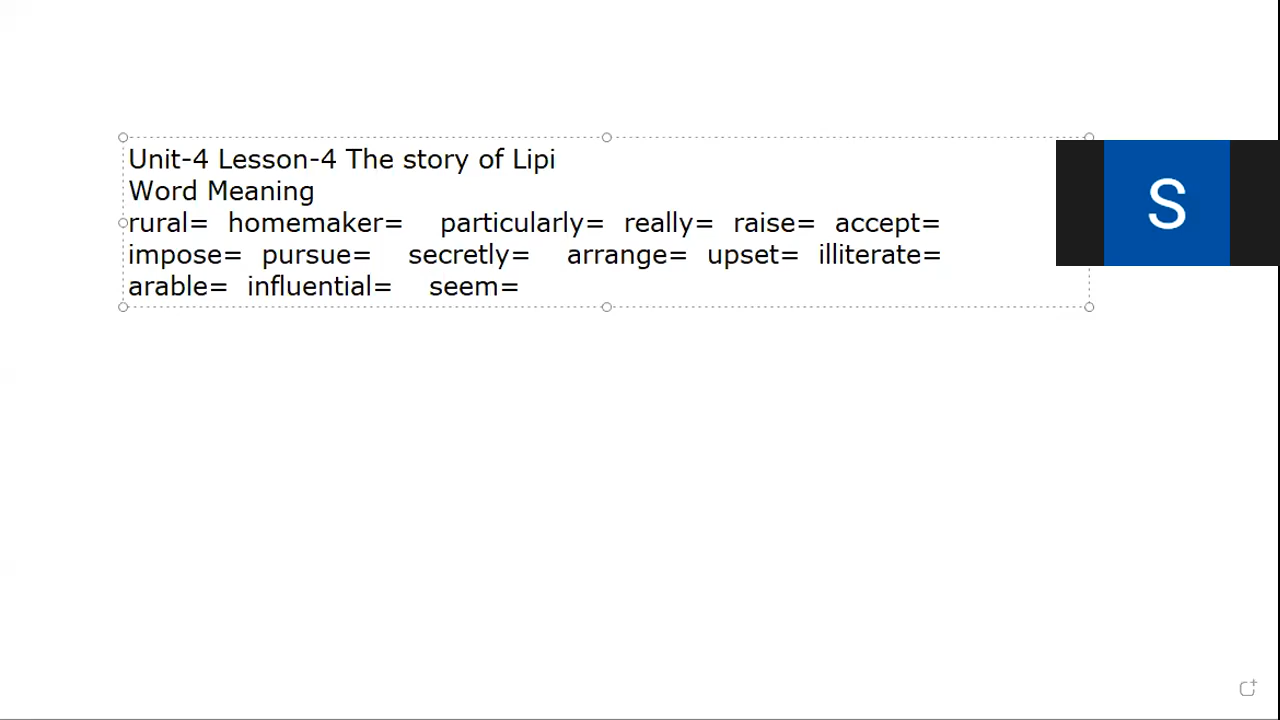 Unit-4 Lesson-4 The story of Lipi
Word Meaning
rural= homemaker= particularly= really= raise= accept=
impose= pursue= secretly= arrange= upset= illiterate=
arable= influential= seem=
S